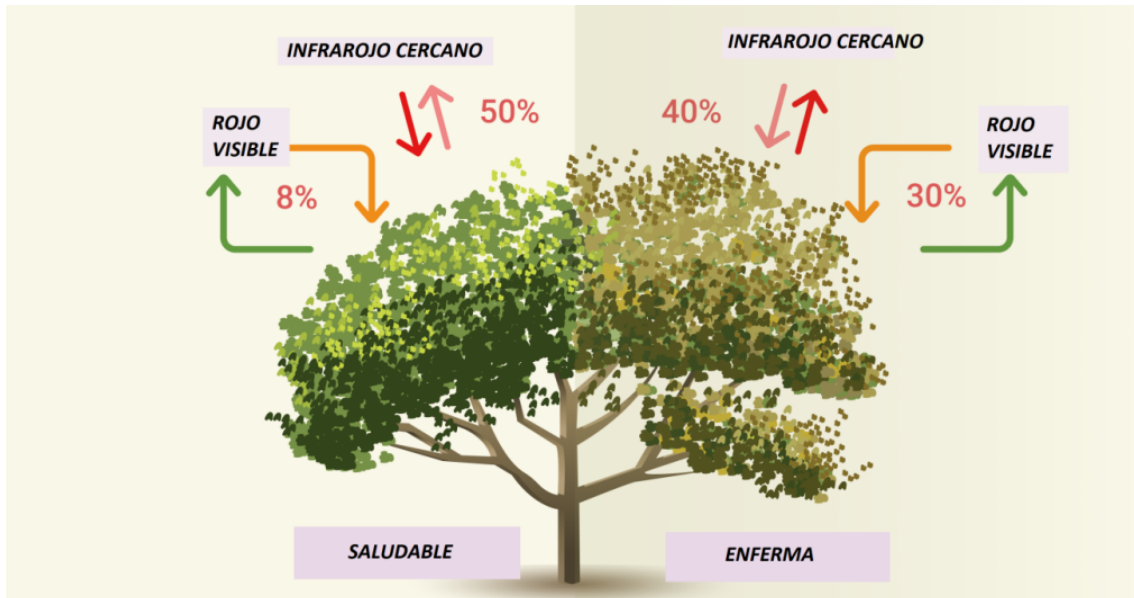 INFRAROJO CERCANO
50%
ROJO
VISIBLE
8%
INFRAROJO CERCANO
40%
ROJO
VISIBLE
30%
SALUDABLE
ENFERMA